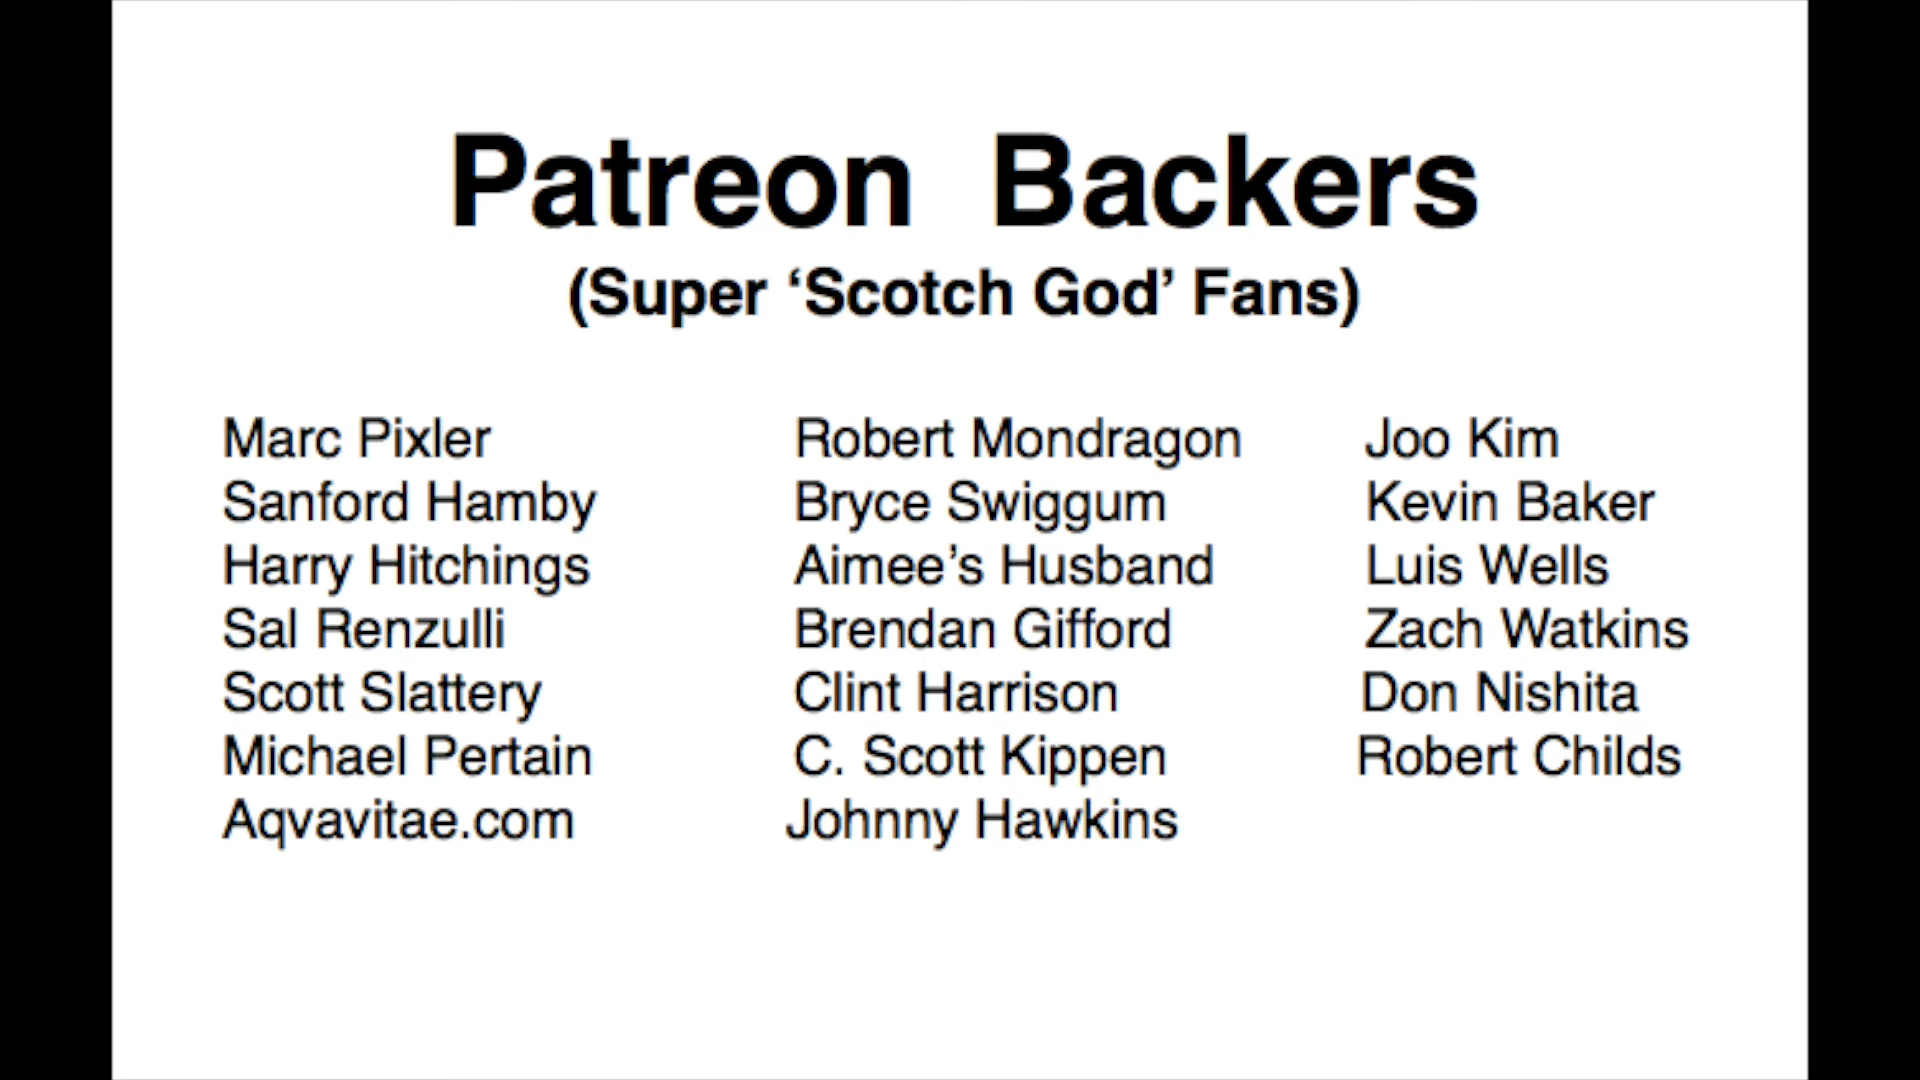 Patreon Backers
(Super ‘Scotch God’ Fans)
Marc Pixler
Sanford Hamby
Harry Hitchings
Sal Renzulli
Scott Slattery
Michael Pertain
Aqvavitae.com
Robert Mondragon
Bryce Swiggum
Aimee’s Husband
Brendan Gifford
Clint Harrison
C. Scott Kippen
Johnny Hawkins
Joo Kim
Kevin Baker
Luis Wells
Zach Watkins
Don Nishita
Robert Childs